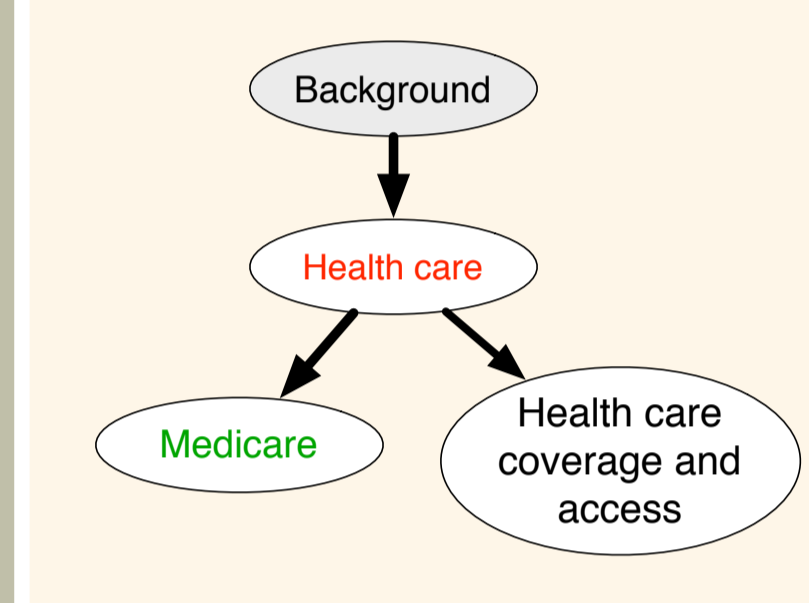 Background
Health care
Medicare
Health care
coverage and
access